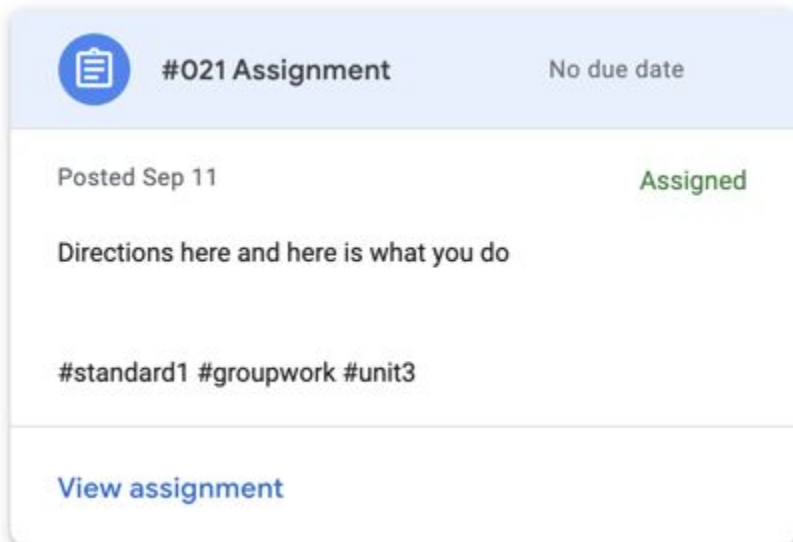 #021 Assignment No due date
Posted Sep 11 Assigned
Directions here and here is what you do
#standard1 #groupwork #unit3
View assignment